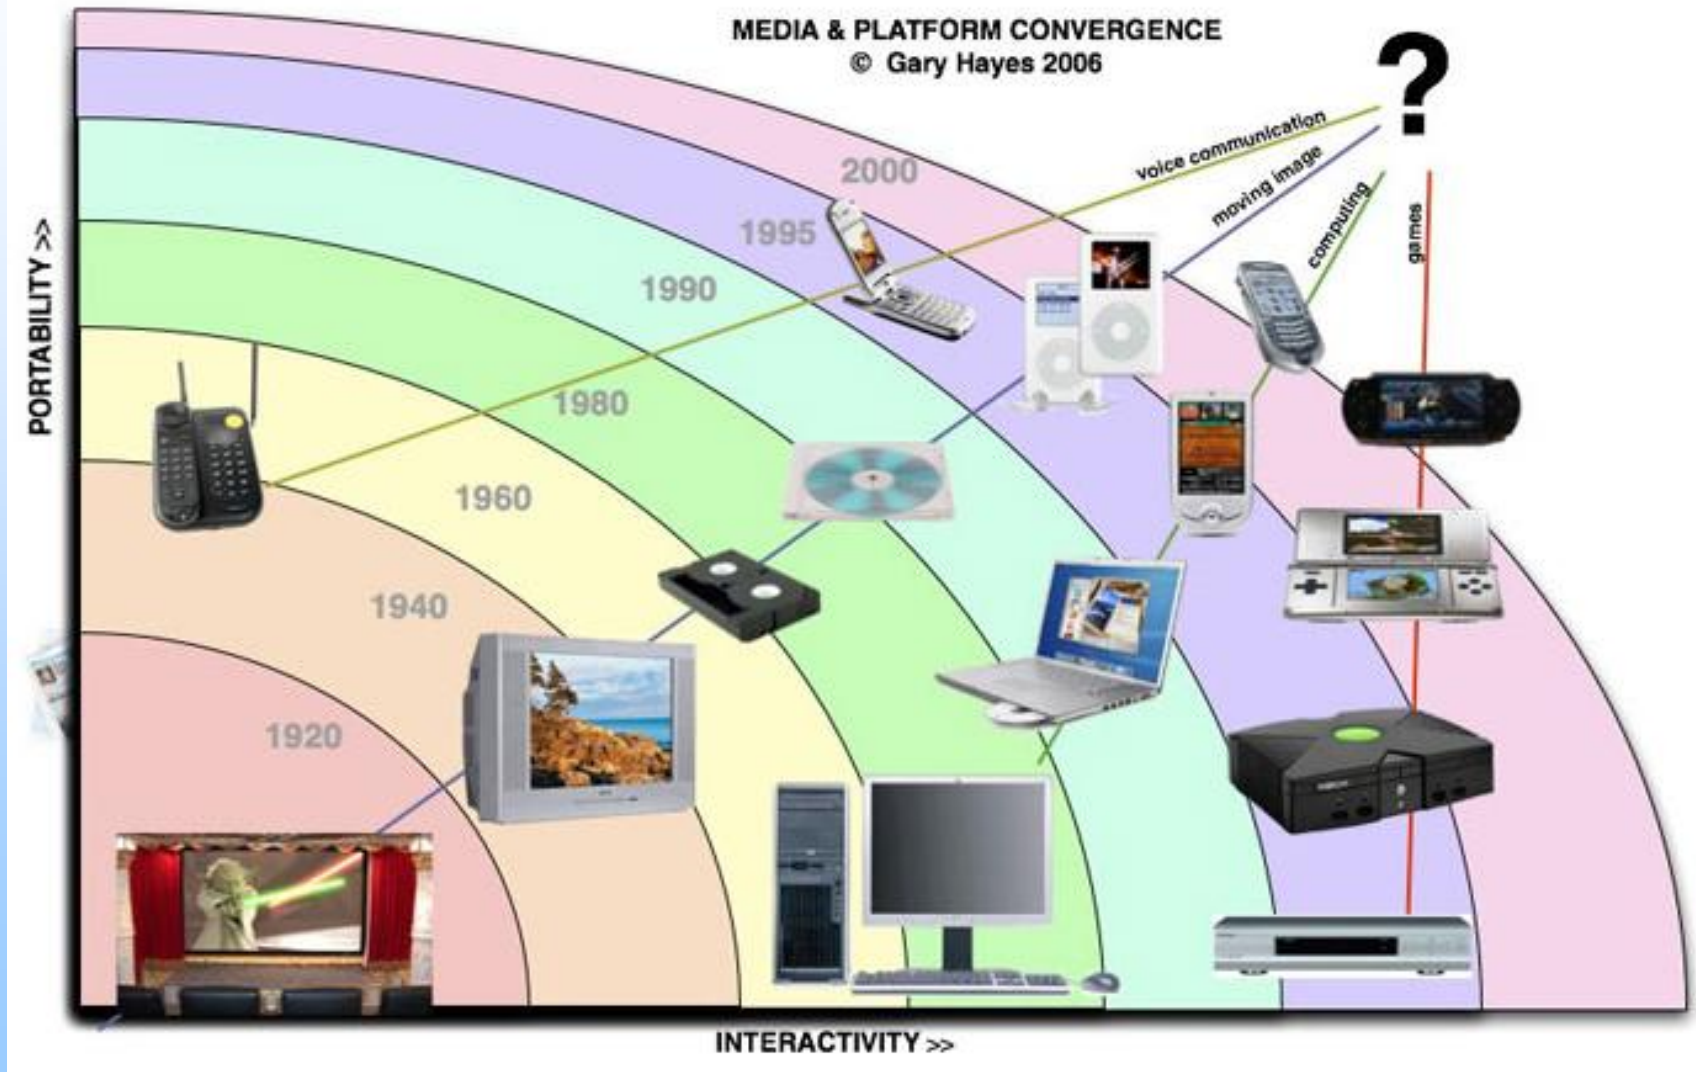 MEDIA & PLATFORM CONVERGENCE
© Gary Hayes 2006
?
voice communication
moving image
computing
games
2000
1995
1990
1980
1960
1940
1920
PORTABILITY >>
INTERACTIVITY >>